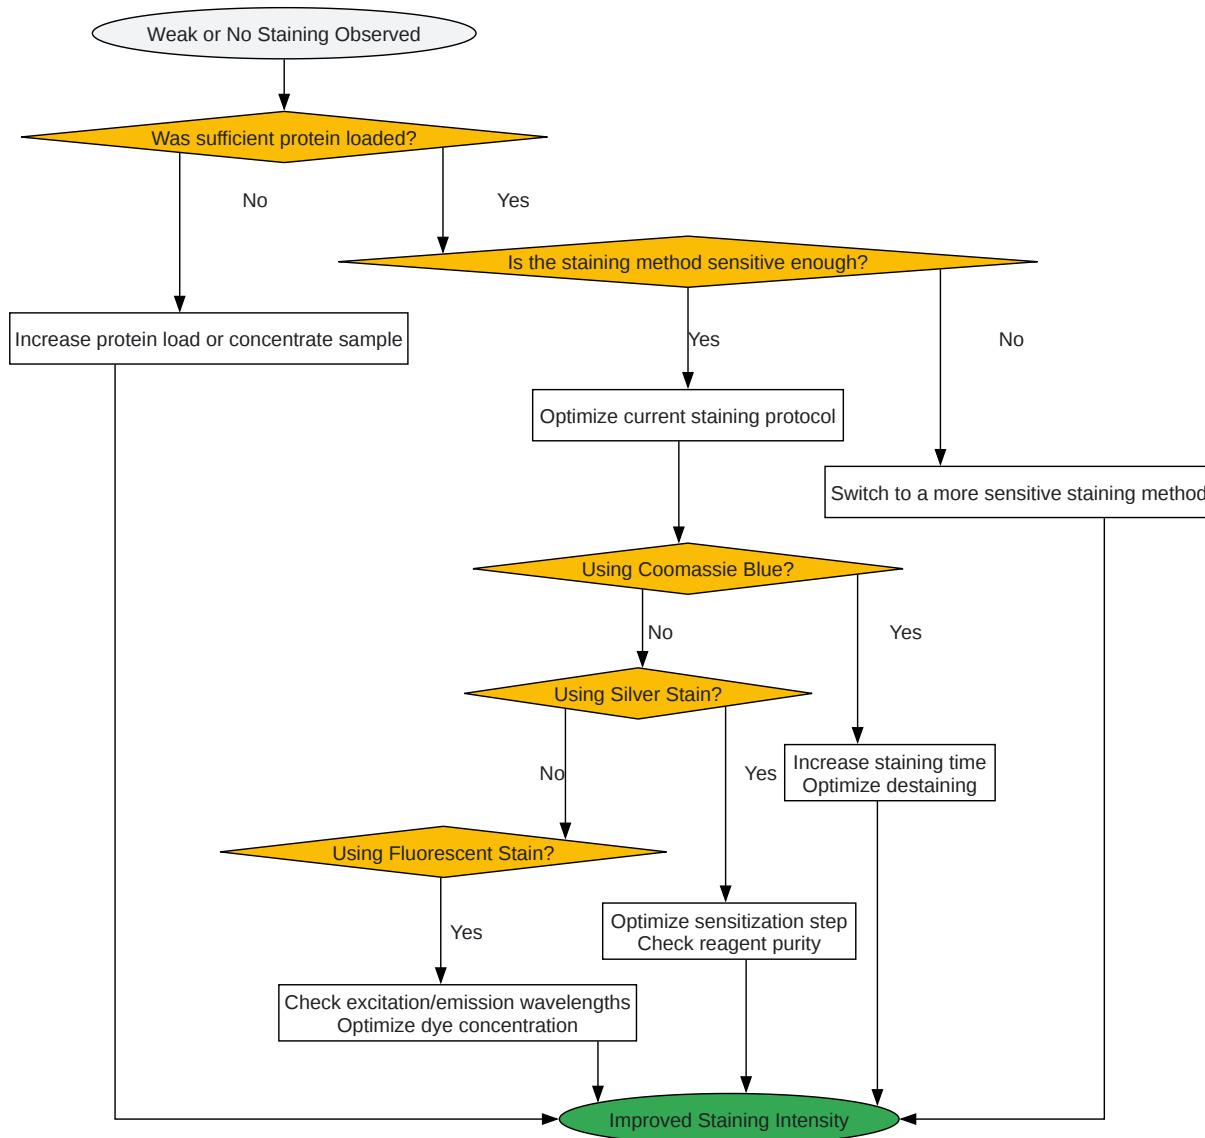 Weak or No Staining Observed
Was sufficient protein loaded?
No
Yes
Is the staining method sensitive enough?
Increase protein load or concentrate sample
Yes
No
Optimize current staining protocol
Switch to a more sensitive staining method
Using Coomassie Blue?
No
Yes
Using Silver Stain?
Increase staining time
Optimize destaining
No
Yes
Using Fluorescent Stain?
Optimize sensitization step
Check reagent purity
Yes
Check excitation/emission wavelengths
Optimize dye concentration
Improved Staining Intensity